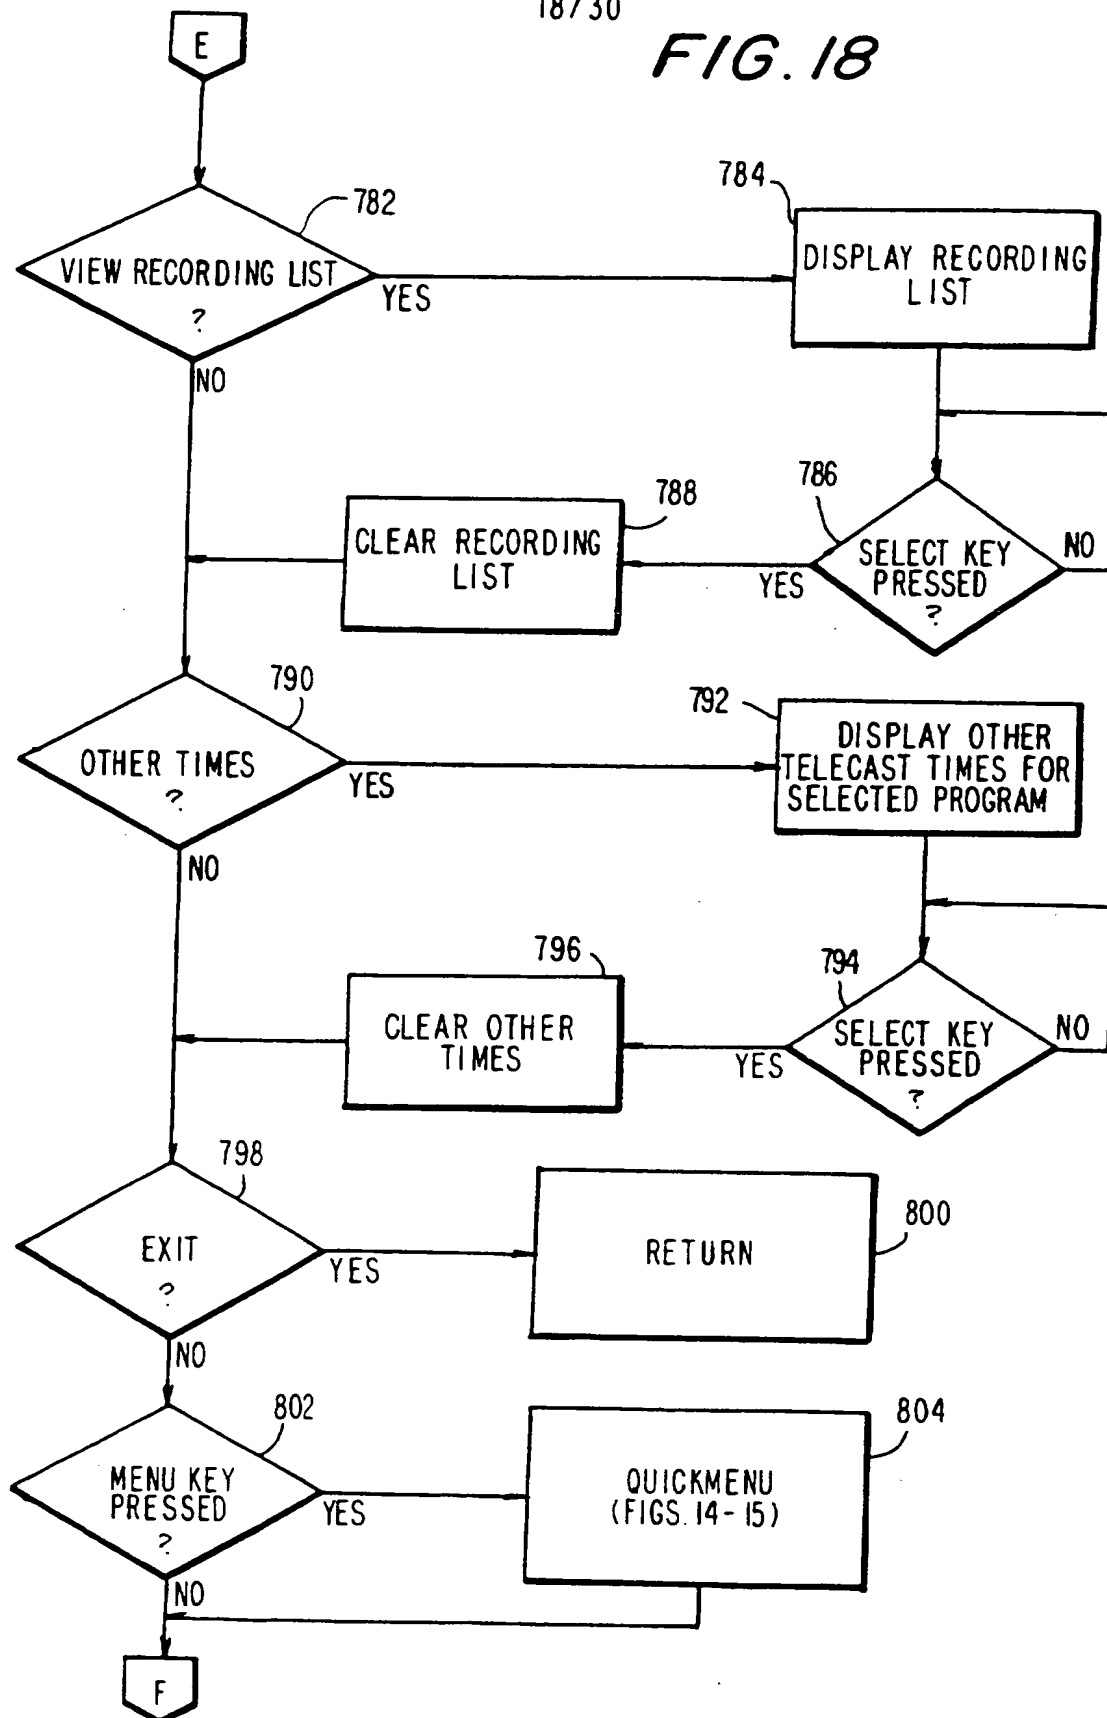 18/30
FIG. 18
E
782
VIEW RECORDING LIST
?
YES
NO
784
DISPLAY RECORDING
LIST
786
SELECT KEY
PRESSED
?
NO
YES
788
CLEAR RECORDING
LIST
790
OTHER TIMES
?
YES
NO
792
DISPLAY OTHER
TELECAST TIMES FOR
SELECTED PROGRAM
794
SELECT KEY
PRESSED
?
NO
YES
796
CLEAR OTHER
TIMES
798
EXIT
?
YES
NO
800
RETURN
802
MENU KEY
PRESSED
?
YES
NO
804
QUICKMENU
(FIGS. 14-15)
F